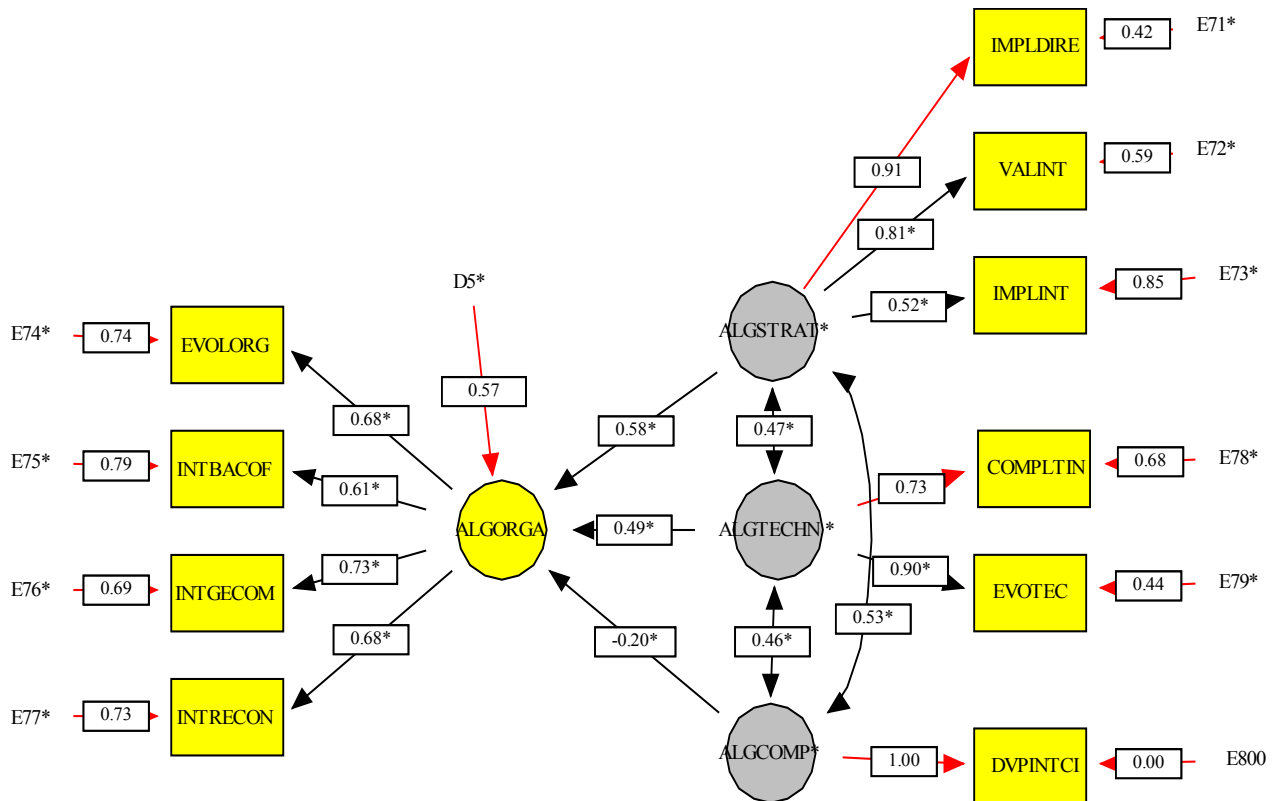 IMPLDIRE
0.42
E71*
VALINT
0.59
E72*
0.91
0.81*
IMPLINT
0.85
E73*
0.52*
D5*
ALGSTRAT*
E74*
0.74
EVOLORG
0.57
0.68*
0.58*
0.47*
E75*
0.79
INTBACOF
0.61*
COMPLTIN
0.68
E78*
0.73
ALGORGA
0.49*
ALGTECHN*
E76*
0.69
INTGECOM
0.73*
0.90*
EVOTEC
0.44
E79*
0.53*
0.68*
-0.20*
0.46*
E77*
0.73
INTRECON
ALGCOMP*
1.00
DVPINTCI
0.00
E800